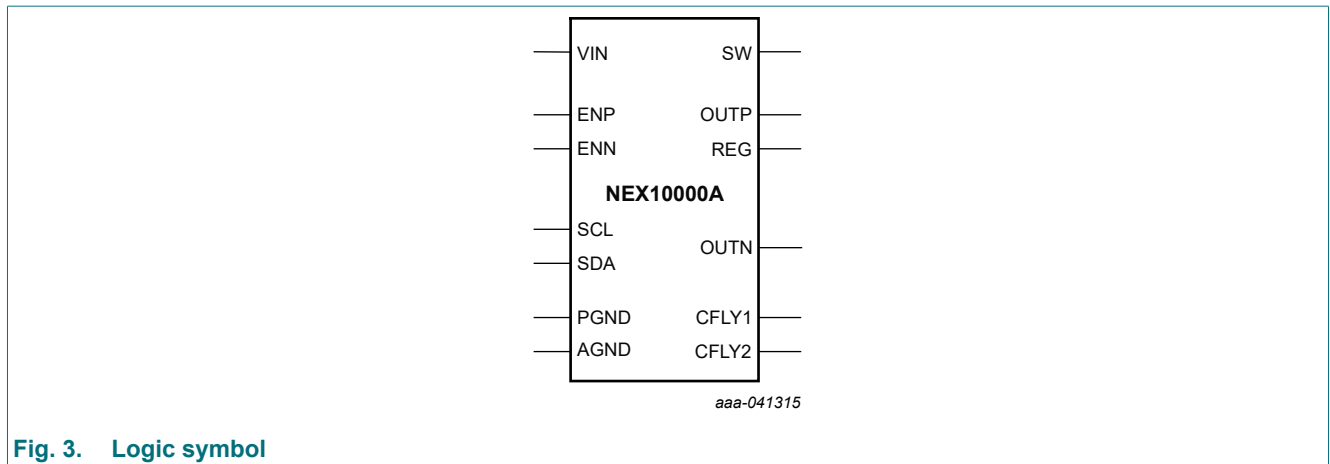 VIN SW
ENP OUTP
ENN REG
NEX10000A
SCL
OUTN
SDA
PGND CFLY1
AGND CFLY2
aaa-041315
Fig. 3. Logic symbol